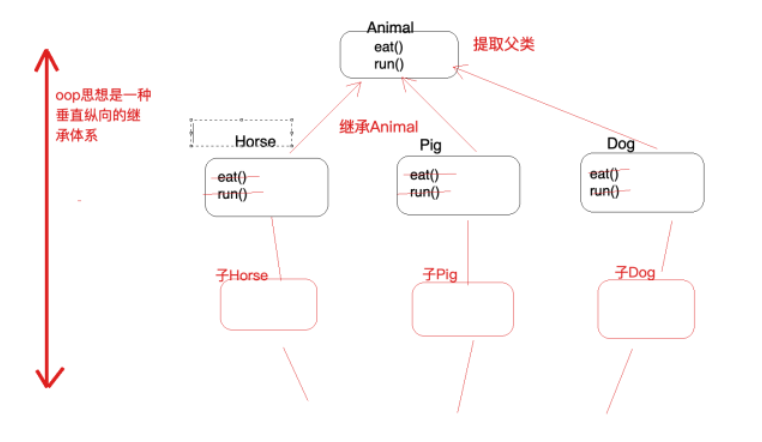 Animal
eat()
run()
提取父类
oop思想是一种
垂直纵向的继
承体系
继承Animal
Horse
eat()
run()
Pig
eat()
run()
Dog
eat()
run()
子Horse
子Pig
子Dog